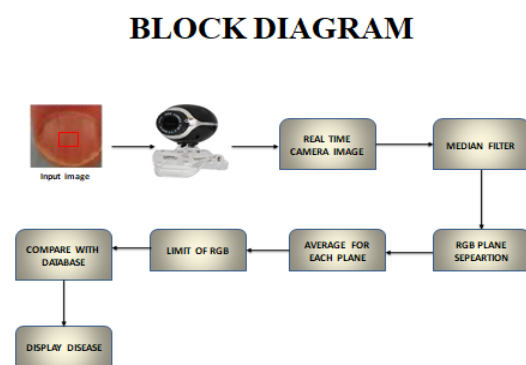 BLOCK DIAGRAM
Input image
REAL TIME
CAMERA IMAGE
MEDIAN FILTER
RGB PLANE
SEPEARTION
AVERAGE FOR
EACH PLANE
LIMIT OF RGB
COMPARE WITH
DATABASE
DISPLAY DISEASE